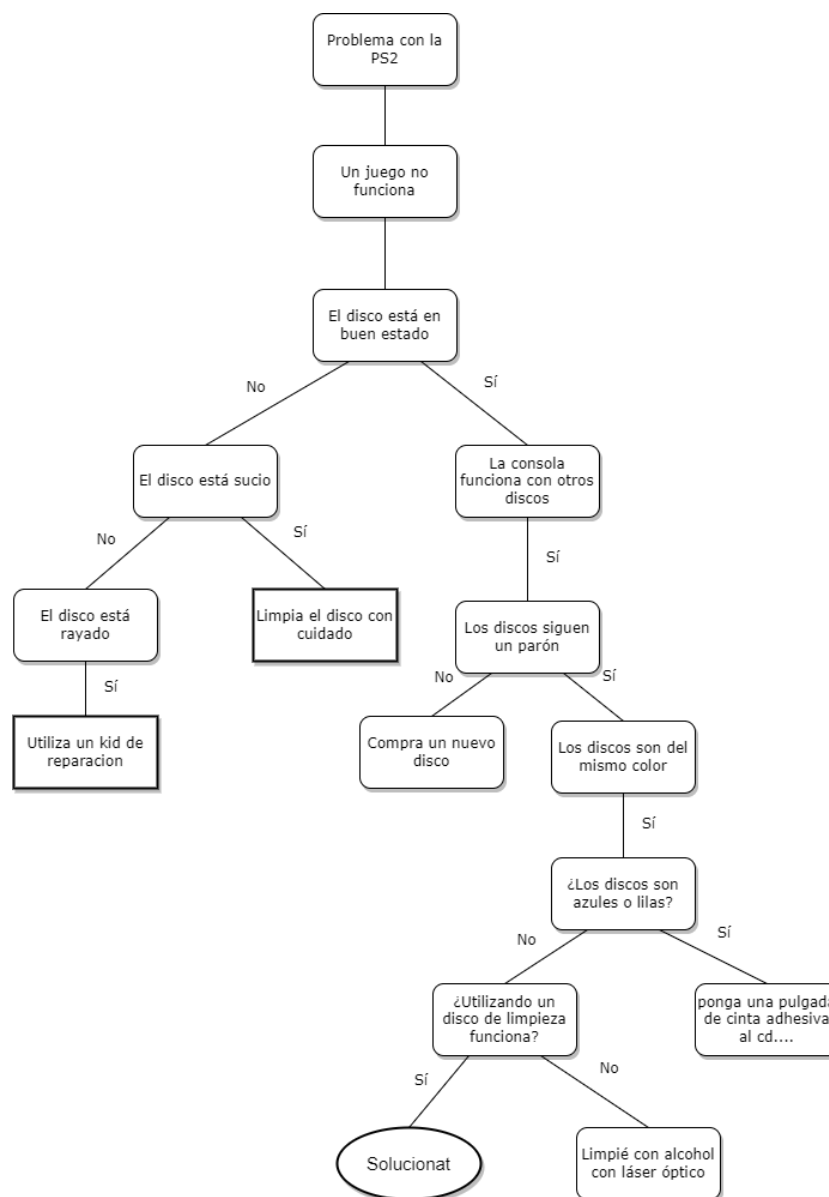 Problema con la
PS2
Un juego no
funciona
El disco está en
buen estado
No
Sí
El disco está sucio
La consola
funciona con otros
discos
No
Sí
Sí
El disco está
rayado
Limpia el disco con
cuidado
Los discos siguen
un parón
Sí
No
Sí
Utiliza un kid de
reparacion
Compra un nuevo
disco
Los discos son del
mismo color
Sí
¿Los discos son
azules o lilas?
No
Sí
¿Utilizando un
disco de limpieza
funciona?
ponga una pulgada
de cinta adhesiva
al cd....
Sí
No
Solucionat
Limpié con alcohol
con láser óptico